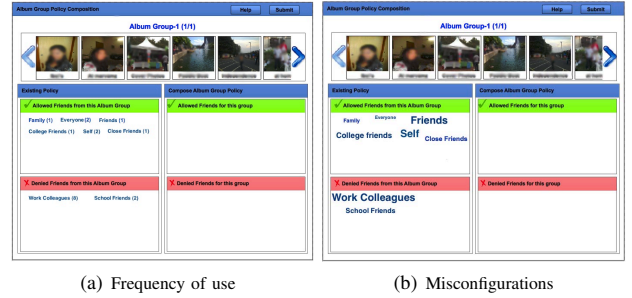 Album Group Policy Composition Help Submit
Album Group-1 (1/1)
Existing Policy Compose Album Group Policy
Allowed Friends from this Album Group Allowed Friends for this group
Family (1) Everyone(2) Friends (1)
College Friends (1) Self (2) Close Friends (1)
Denied Friends from this Album Group Denied Friends for this group
Work Colleagues (8) School Friends (2)
(a) Frequency of use
Album Group Policy Composition Help Submit
Album Group-1 (1/1)
Existing Policy Compose Album Group Policy
Allowed Friends from this Album Group Allowed Friends for this group
Family Everyone Friends
College friends Self Close Friends
Denied Friends from this Album Group Denied Friends for this group
Work Colleagues
School Friends
(b) Misconfigurations